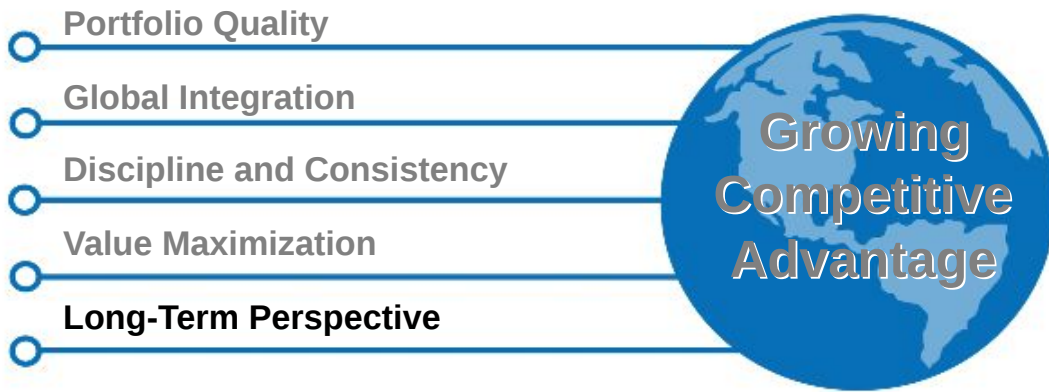 Portfolio Quality
Global Integration
Discipline and Consistency
Value Maximization
Long-Term Perspective
Growing
Competitive
Advantage